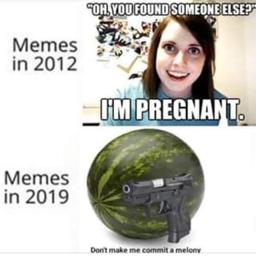 Memes
in 2012
"OH, YOU FOUND SOMEONE ELSE?"
I'M PREGNANT.
Memes
in 2019
Don't make me commit a melony